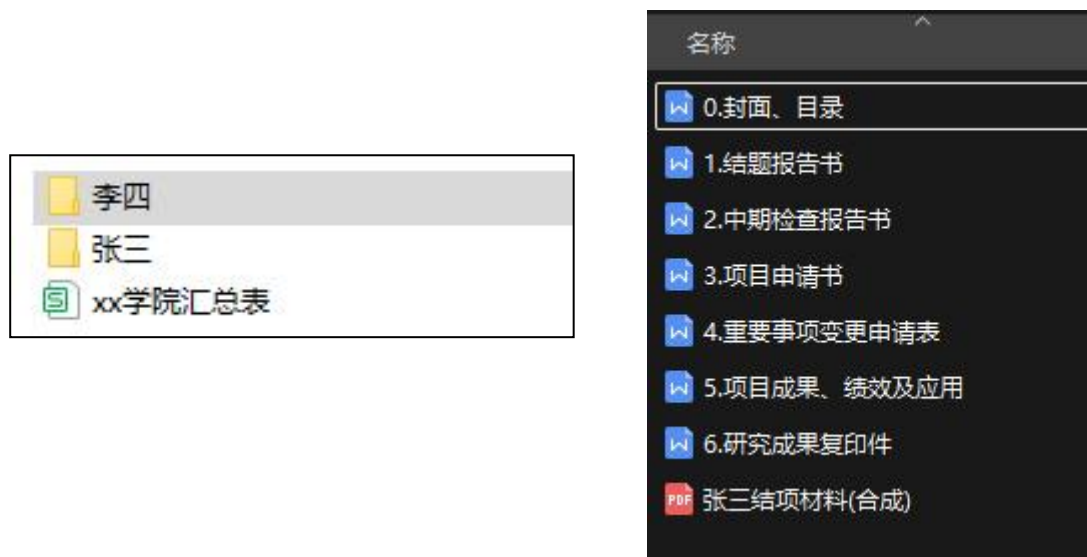 李四
张三
xx学院汇总表
名称
0.封面、目录
1.结题报告书
2.中期检查报告书
3.项目申请书
4.重要事项变更申请表
5.项目成果、绩效及应用
6.研究成果复印件
张三结项材料(合成)